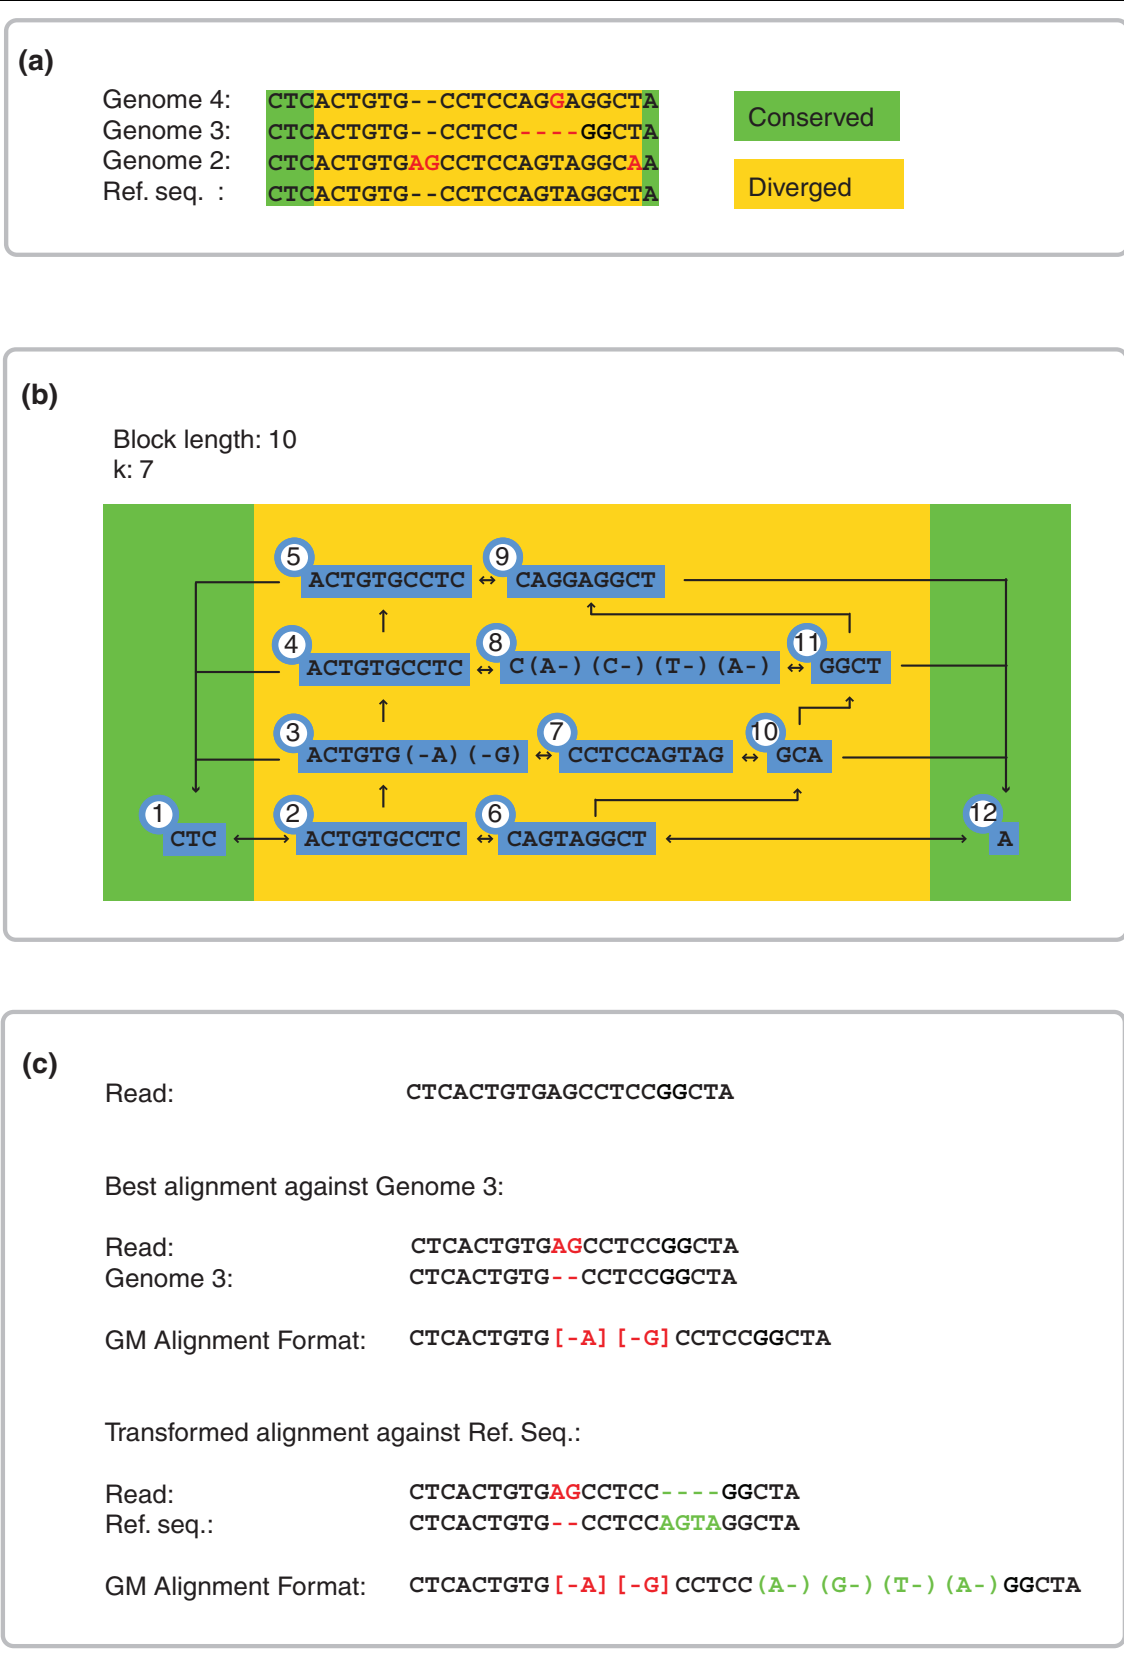 (a)
Genome 4: CTCACTGTG--CCTCCAGGAGGCTA
Genome 3: CTCACTGTG--CCTCC----GGCTA
Genome 2: CTCACTGTGAGCCTCCAGTAGGCAA
Ref. seq. : CTCACTGTG--CCTCCAGTAGGCTA
Conserved
Diverged
(b)
Block length: 10
k: 7
5 ACTGTGCCTC 9 CAGGAGGCT
4 ACTGTGCCTC 8 C(A-)(C-)(T-)(A-) 11 GGCT
3 ACTGTG(-A)(-G) 7 CCTCCAGTAG 10 GCA
1 CTC 2 ACTGTGCCTC 6 CAGTAGGCT 12 A
(c)
Read: CTCACTGTGAGCCTCCGGCTA
Best alignment against Genome 3:
Read: CTCACTGTGAGCCTCCGGCTA
Genome 3: CTCACTGTG--CCTCCGGCTA
GM Alignment Format: CTCACTGTG[-A][-G]CCTCCGGCTA
Transformed alignment against Ref. Seq.:
Read: CTCACTGTGAGCCTCC----GGCTA
Ref. seq.: CTCACTGTG--CCTCCAGTAGGCTA
GM Alignment Format: CTCACTGTG[-A][-G]CCTCC(A-)(G-)(T-)(A-)GGCTA